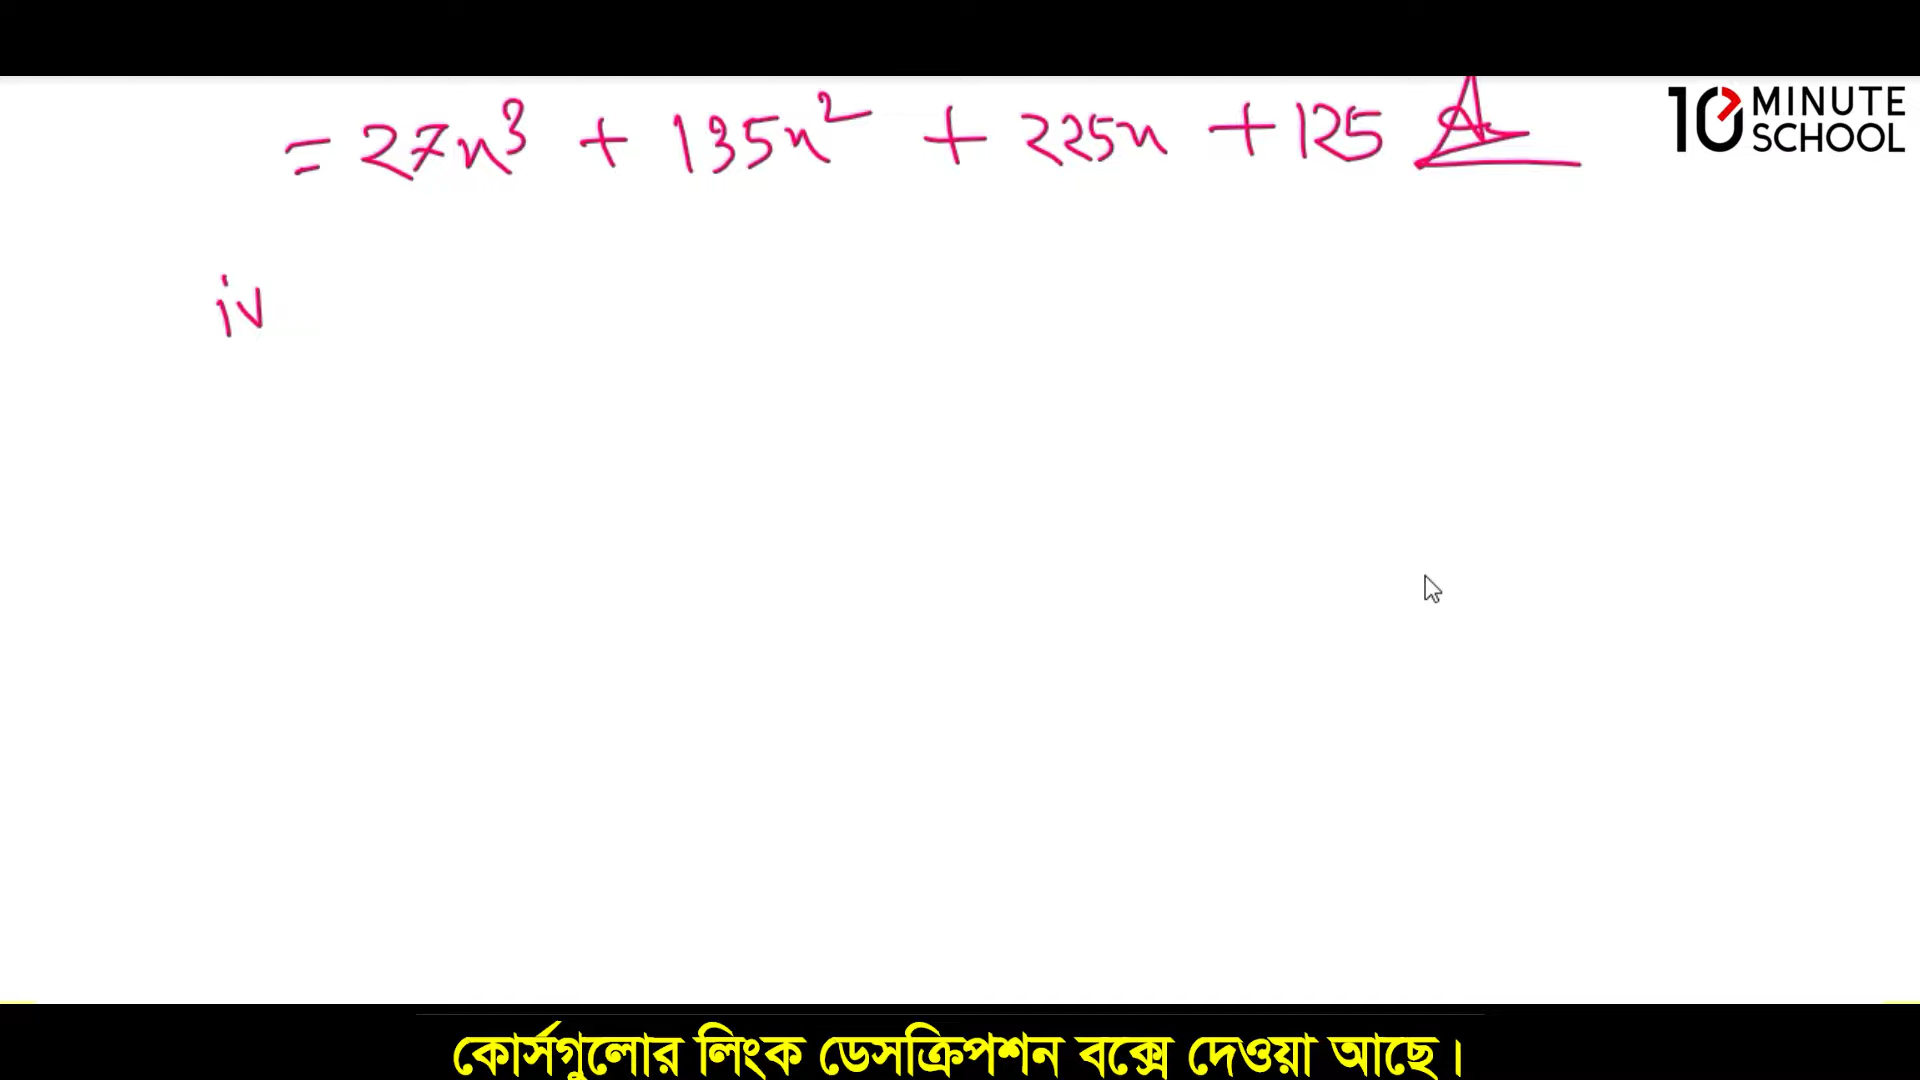 = 27x³ + 135x² + 225x + 125 A
10 MINUTE SCHOOL
iv
কোর্সগুলোর লিংক ডেসক্রিপশন বক্সে দেওয়া আছে।